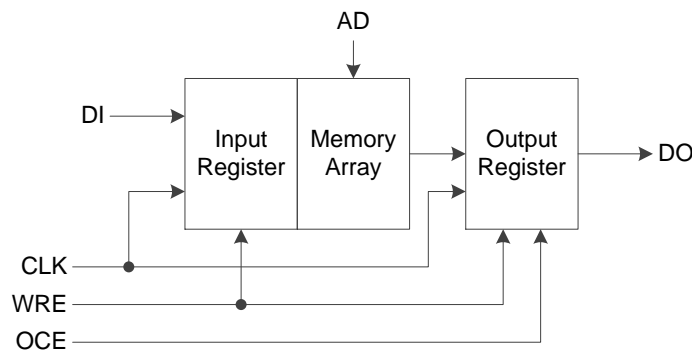 AD
DI
Input
Register
Memory
Array
Output
Register
DO
CLK
WRE
OCE